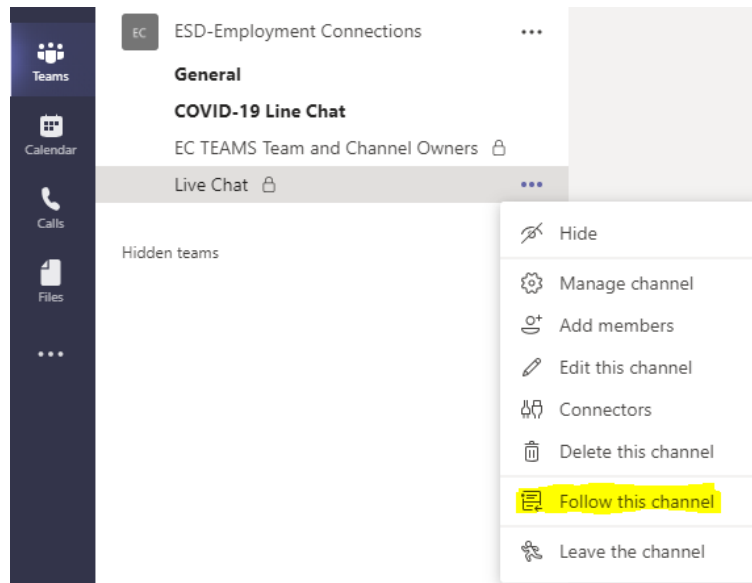 Teams
Calendar
Calls
Files
EC ESD-Employment Connections
General
COVID-19 Line Chat
EC TEAMS Team and Channel Owners
Live Chat
Hidden teams
Hide
Manage channel
Add members
Edit this channel
Connectors
Delete this channel
Follow this channel
Leave the channel